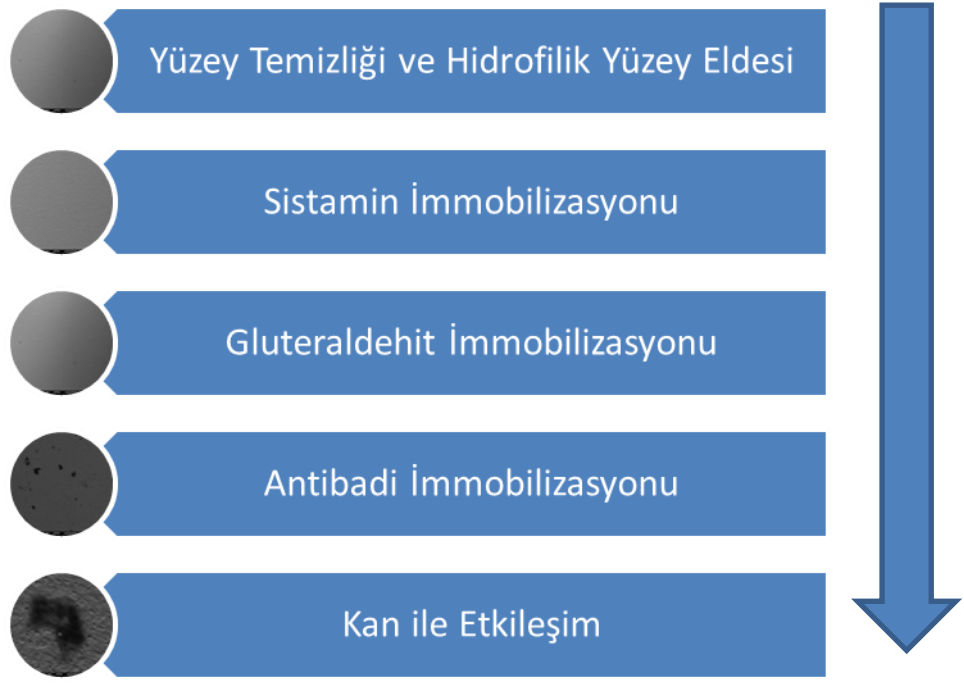 Yüzey Temizliği ve Hidrofilik Yüzey Eldesi
Sistamin İmmobilizasyonu
Gluteraldehit İmmobilizasyonu
Antibadi İmmobilizasyonu
Kan ile Etkileşim